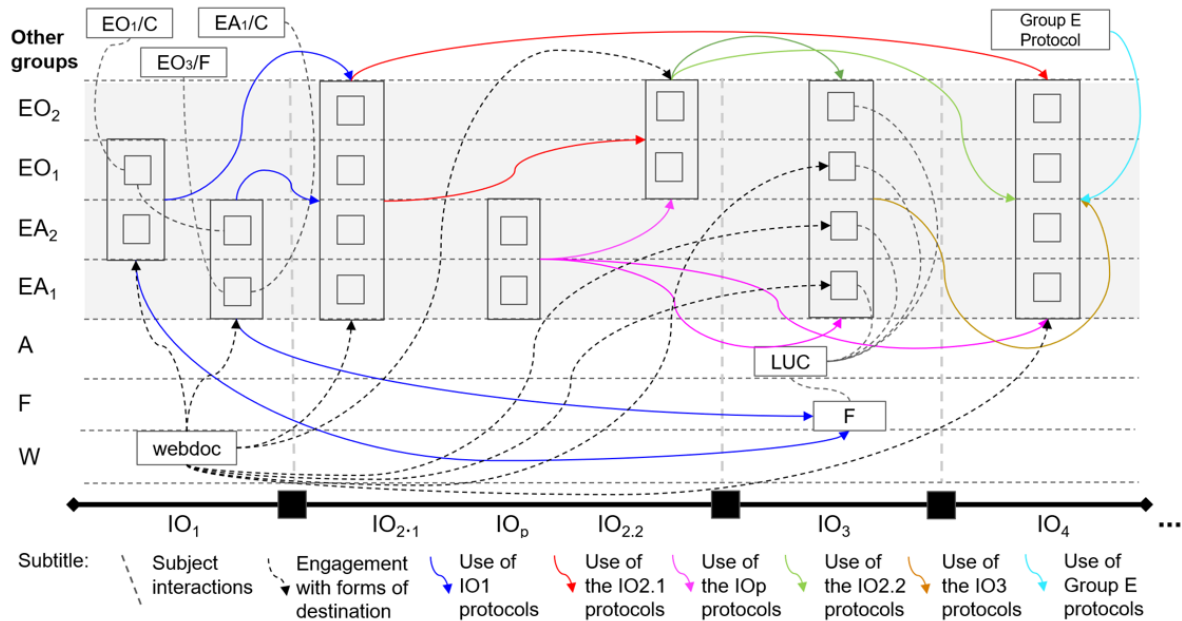 EO₁/C
EA₁/C
Group E
Protocol
Other
groups
EO₃/F
EO₂
EO₁
EA₂
EA₁
A
LUC
F
F
webdoc
W
IO₁
IO₂.₁
IOₚ
IO₂.₂
IO₃
IO₄
...
Subtitle:
Subject
interactions
Engagement
with forms of
destination
Use of
IO1
protocols
Use of
the IO2.1
protocols
Use of
the IOp
protocols
Use of
the IO2.2
protocols
Use of
the IO3
protocols
Use of
Group E
protocols